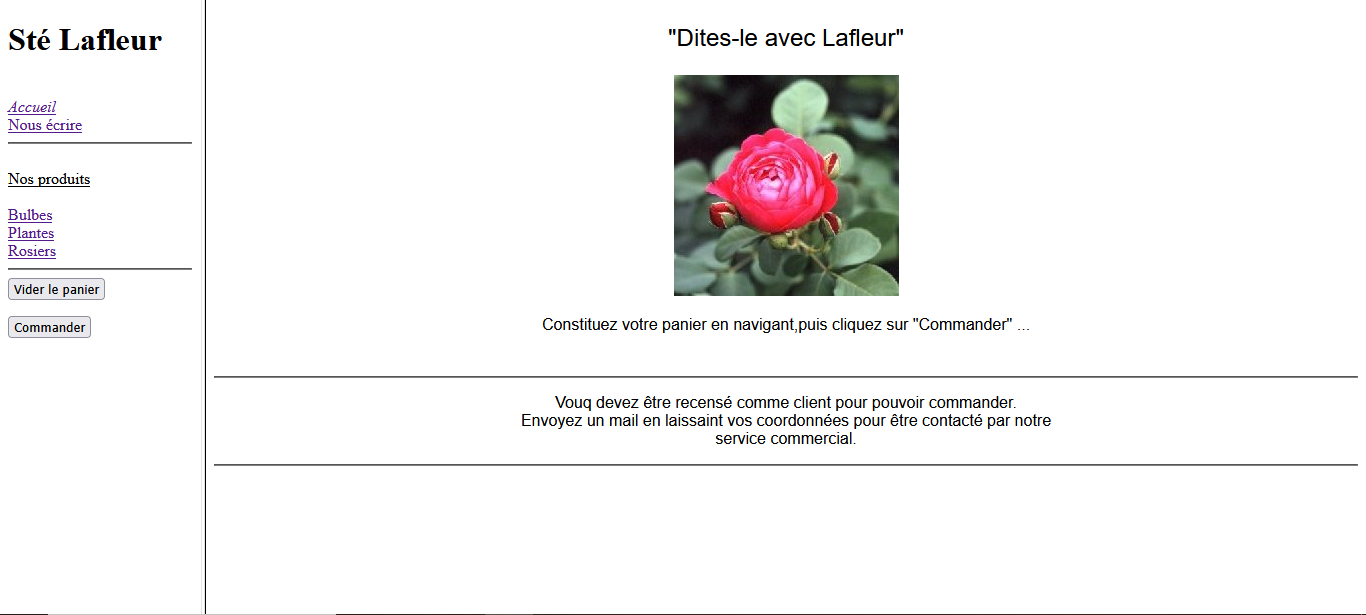 Sté Lafleur
Accueil
Nous écrire
Nos produits
Bulbes
Plantes
Rosiers
Vider le panier
Commander
"Dites-le avec Lafleur"
Constituez votre panier en navigant,puis cliquez sur "Commander" ...
Vouq devez être recensé comme client pour pouvoir commander.
Envoyez un mail en laissaint vos coordonnées pour être contacté par notre
service commercial.